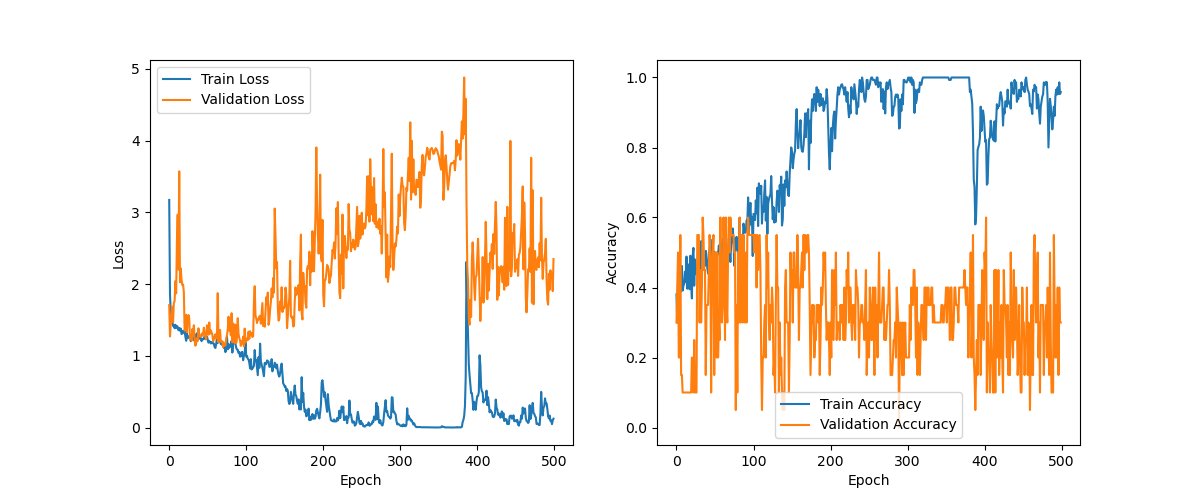 Train Loss
Validation Loss
Loss
5
4
3
2
1
0
0 100 200 300 400 500
Epoch
Accuracy
1.0
0.8
0.6
0.4
0.2
0.0
Train Accuracy
Validation Accuracy
0 100 200 300 400 500
Epoch